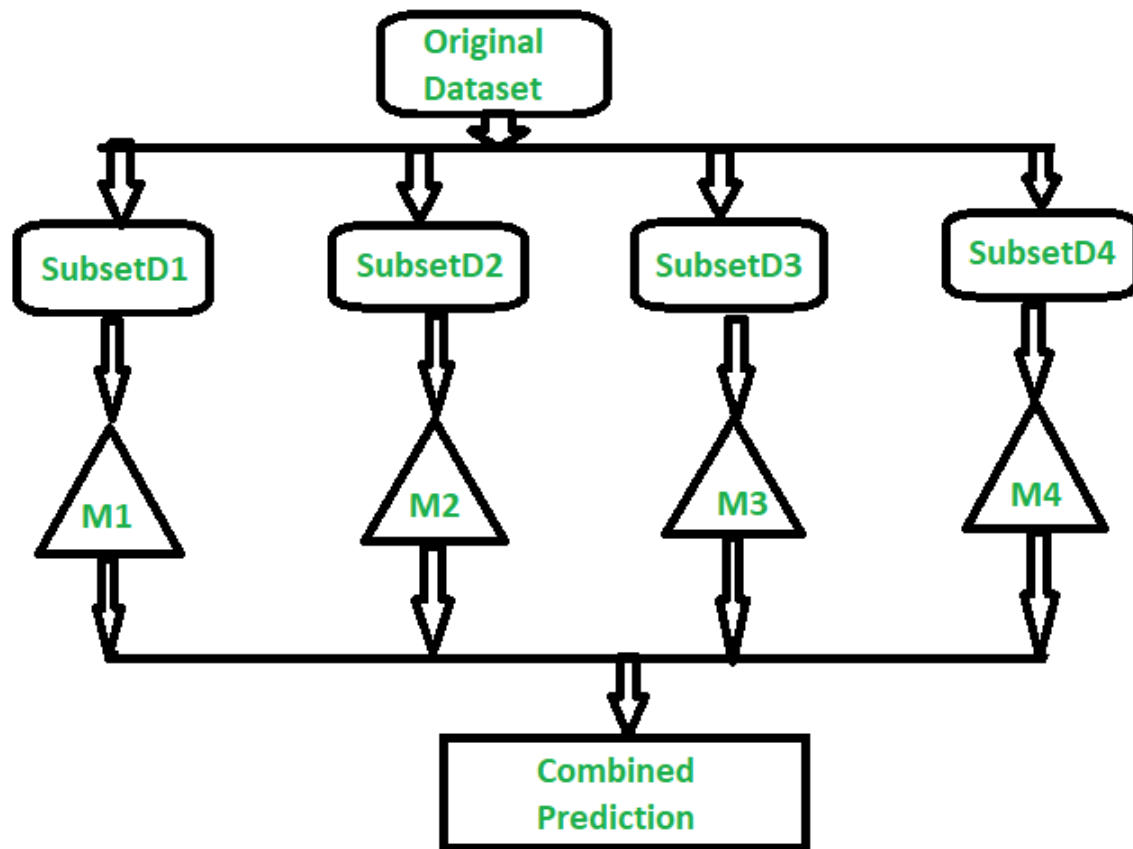 Original
Dataset
SubsetD1
SubsetD2
SubsetD3
SubsetD4
M1
M2
M3
M4
Combined
Prediction